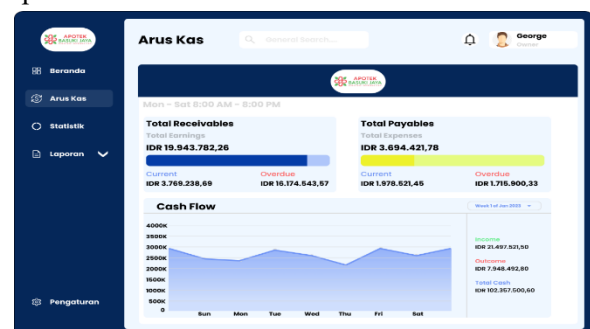 APOTEK
BASUKI JAYA
Arus Kas
General Search...
George
Owner
Beranda
Arus Kas
Statistik
Laporan
Pengaturan
APOTEK
BASUKI JAYA
Mon - Sat 8:00 AM - 8:00 PM
Total Receivables
Total Earnings
IDR 19.943.782,26
Current
Overdue
IDR 3.769.238,69
IDR 16.174.543,57
Total Payables
Total Expenses
IDR 3.694.421,78
Current
Overdue
IDR 1.978.521,45
IDR 1.715.900,33
Cash Flow
Week 1 of Jan 2023
4000K
3500K
3000K
2500K
2000K
1500K
1000K
500K
0
Sun Mon Tue Wed Thu Fri Sat
Income
IDR 21.497.521,50
Outcome
IDR 7.948.492,80
Total Cash
IDR 102.357.500,60